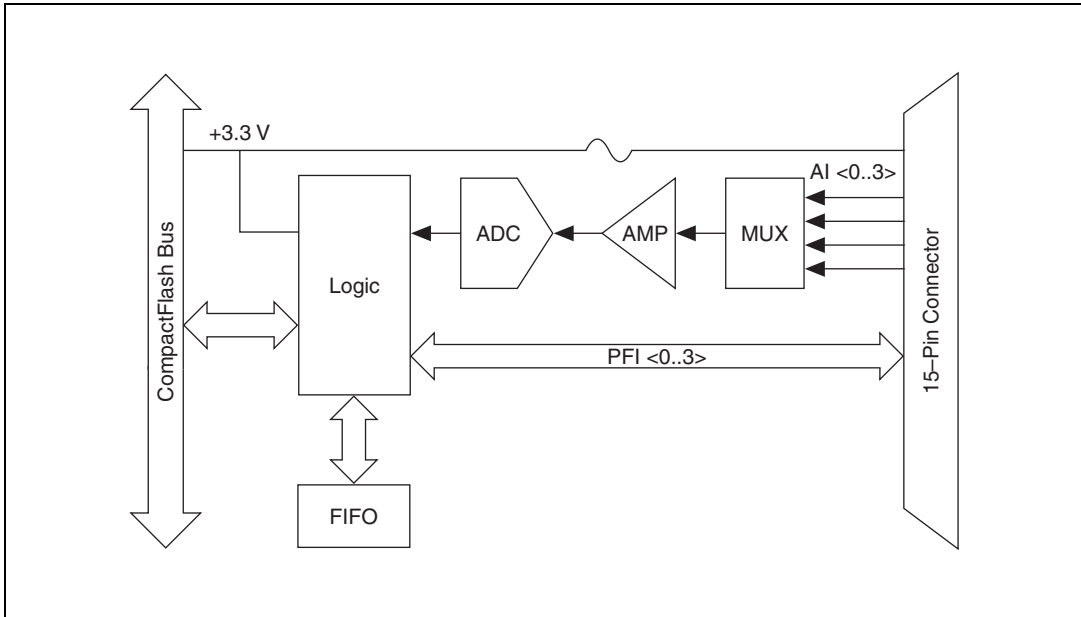 +3.3 V
AI <0..3>
CompactFlash Bus
Logic
ADC
AMP
MUX
15–Pin Connector
PFI <0..3>
FIFO